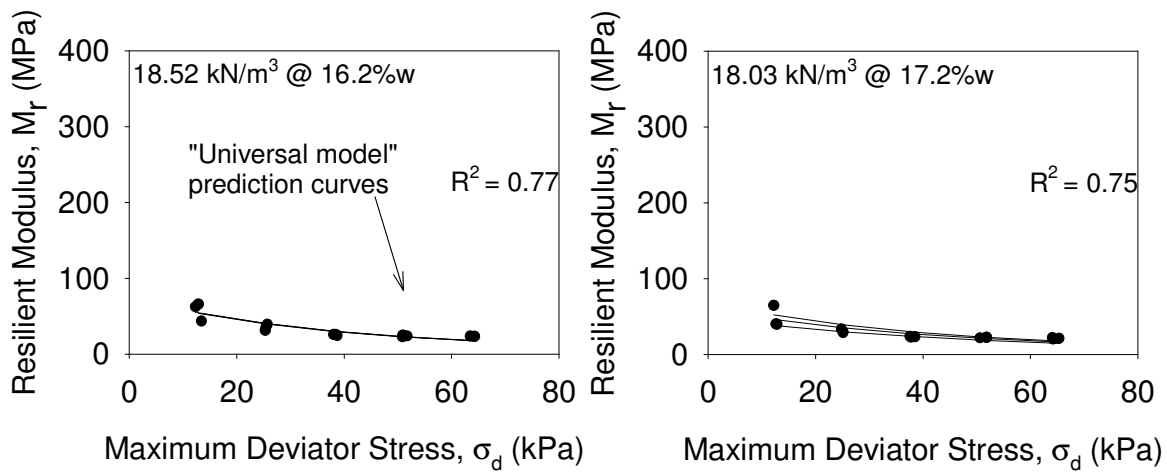 Resilient Modulus, M_r (MPa)
400
300
200
100
0
18.52 kN/m³ @ 16.2%w
"Universal model"
prediction curves
R² = 0.77
0 20 40 60 80
Maximum Deviator Stress, σ_d (kPa)
Resilient Modulus, M_r (MPa)
400
300
200
100
0
18.03 kN/m³ @ 17.2%w
R² = 0.75
0 20 40 60 80
Maximum Deviator Stress, σ_d (kPa)